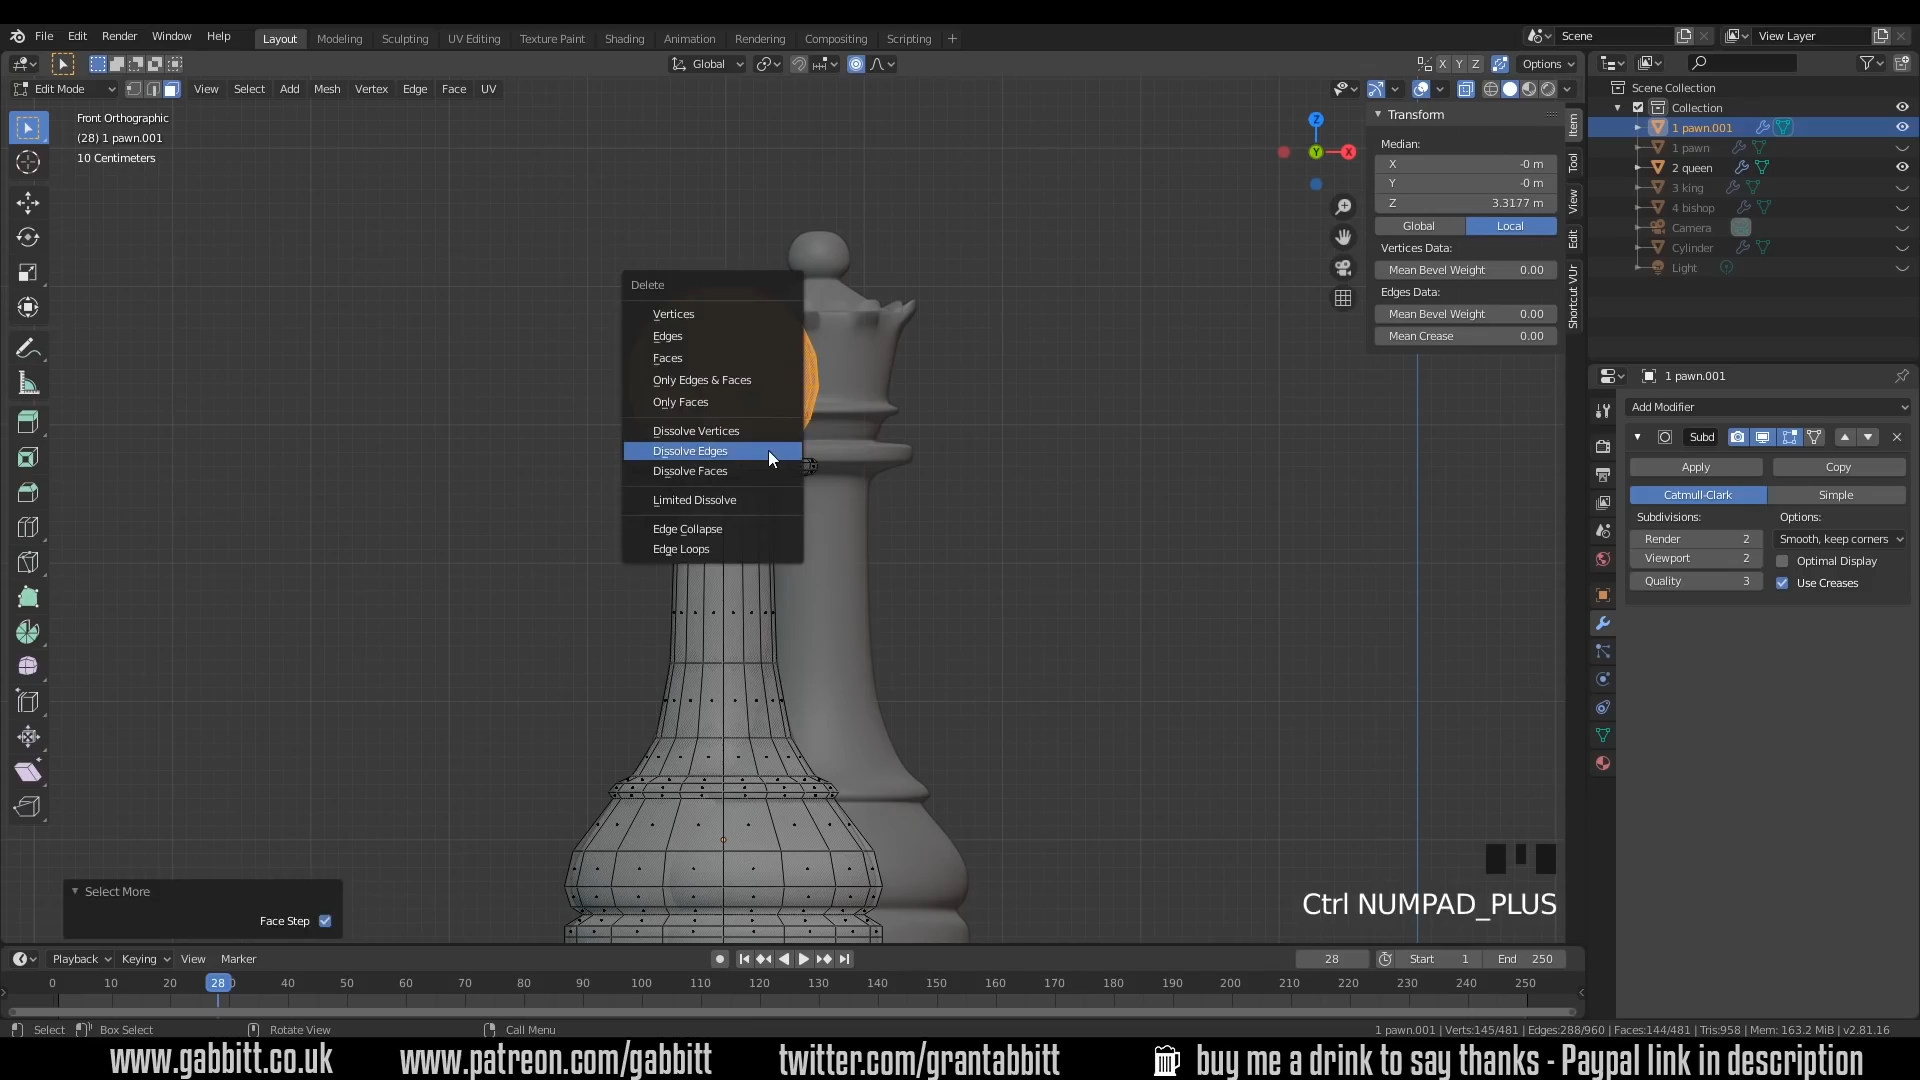 File Edit Render Window Help
Layout Modeling Sculpting UV Editing Texture Paint Shading Animation Rendering Compositing Scripting +
Scene
View Layer
Global
X Y Z
Options
Edit Mode
View Select Add Mesh Vertex Edge Face UV
Front Orthographic
(28) 1 pawn.001
10 Centimeters
Z
Y
X
Delete
Vertices
Edges
Faces
Only Edges & Faces
Only Faces
Dissolve Vertices
Dissolve Edges
Dissolve Faces
Limited Dissolve
Edge Collapse
Edge Loops
Transform
Median:
X -0 m
Y -0 m
Z 3.3177 m
Global Local
Vertices Data:
Mean Bevel Weight 0.00
Edges Data:
Mean Bevel Weight 0.00
Mean Crease 0.00
Item
Tool
View
Edit
Shortcut VUr
Scene Collection
Collection
1 pawn.001
1 pawn
2 queen
3 king
4 bishop
Camera
Cylinder
Light
1 pawn.001
Add Modifier
Subd
Apply Copy
Catmull-Clark Simple
Subdivisions: Options:
Render 2 Smooth, keep corners
Viewport 2 Optimal Display
Quality 3 Use Creases
Select More
Face Step
Ctrl NUMPAD_PLUS
Playback Keying View Marker
28 Start 1 End 250
0 10 20 28 40 50 60 70 80 90 100 110 120 130 140 150 160 170 180 190 200 210 220 230 240 250
Select Box Select Rotate View Call Menu
1 pawn.001 | Verts:145/481 | Edges:288/960 | Faces:144/481 | Tris:958 | Mem: 163.2 MiB | v2.81.16
www.gabbitt.co.uk www.patreon.com/gabbitt twitter.com/grantabbitt buy me a drink to say thanks - Paypal link in description